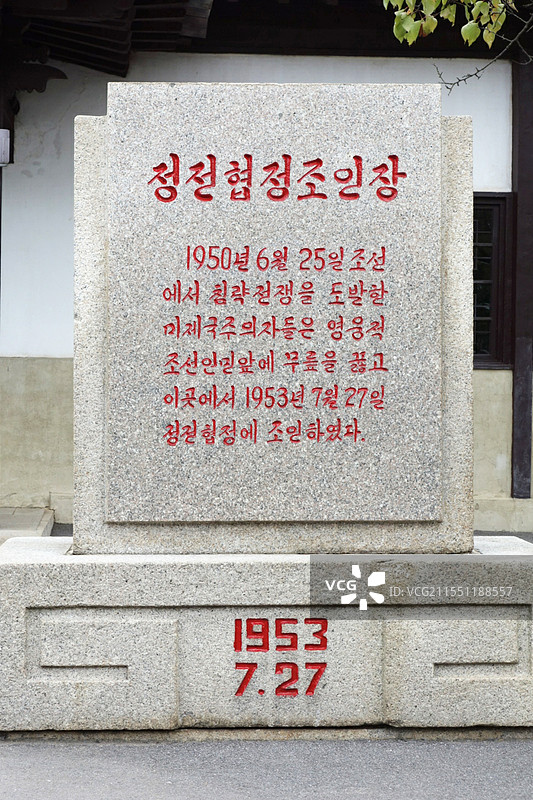 정전협정조인장
1950년 6월 25일 조선
에서 침략전쟁을 도발한
미제국주의자들은 영웅적
조선인민앞에 무릎을 꿇고
이곳에서 1953년 7월 27일
정전협정에 조인하였다.
VCG
ID: VCG211551188557
1953
7.27